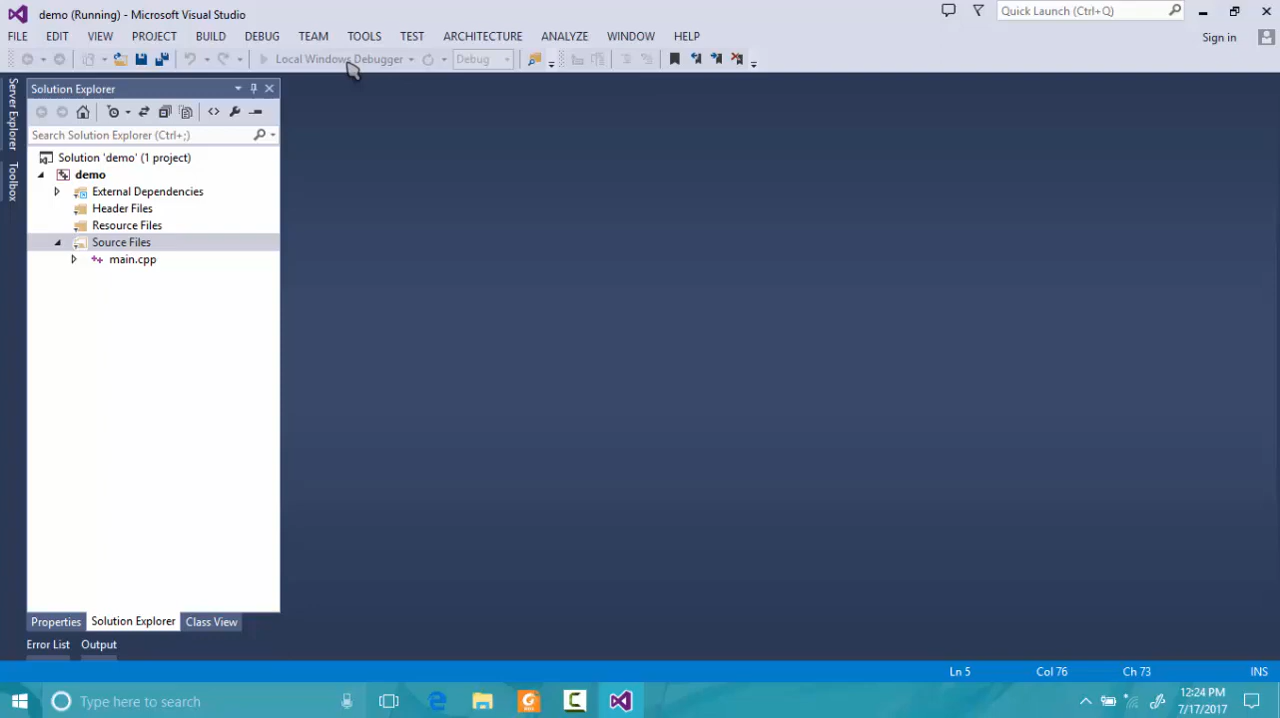 demo (Running) - Microsoft Visual Studio
Quick Launch (Ctrl+Q)
FILE EDIT VIEW PROJECT BUILD DEBUG TEAM TOOLS TEST ARCHITECTURE ANALYZE WINDOW HELP
Sign in
Local Windows Debugger
Debug
Server Explorer
Toolbox
Solution Explorer
Search Solution Explorer (Ctrl+;)
Solution 'demo' (1 project)
demo
External Dependencies
Header Files
Resource Files
Source Files
main.cpp
Properties Solution Explorer Class View
Error List Output
Ln 5 Col 76 Ch 73 INS
Type here to search
12:24 PM
7/17/2017